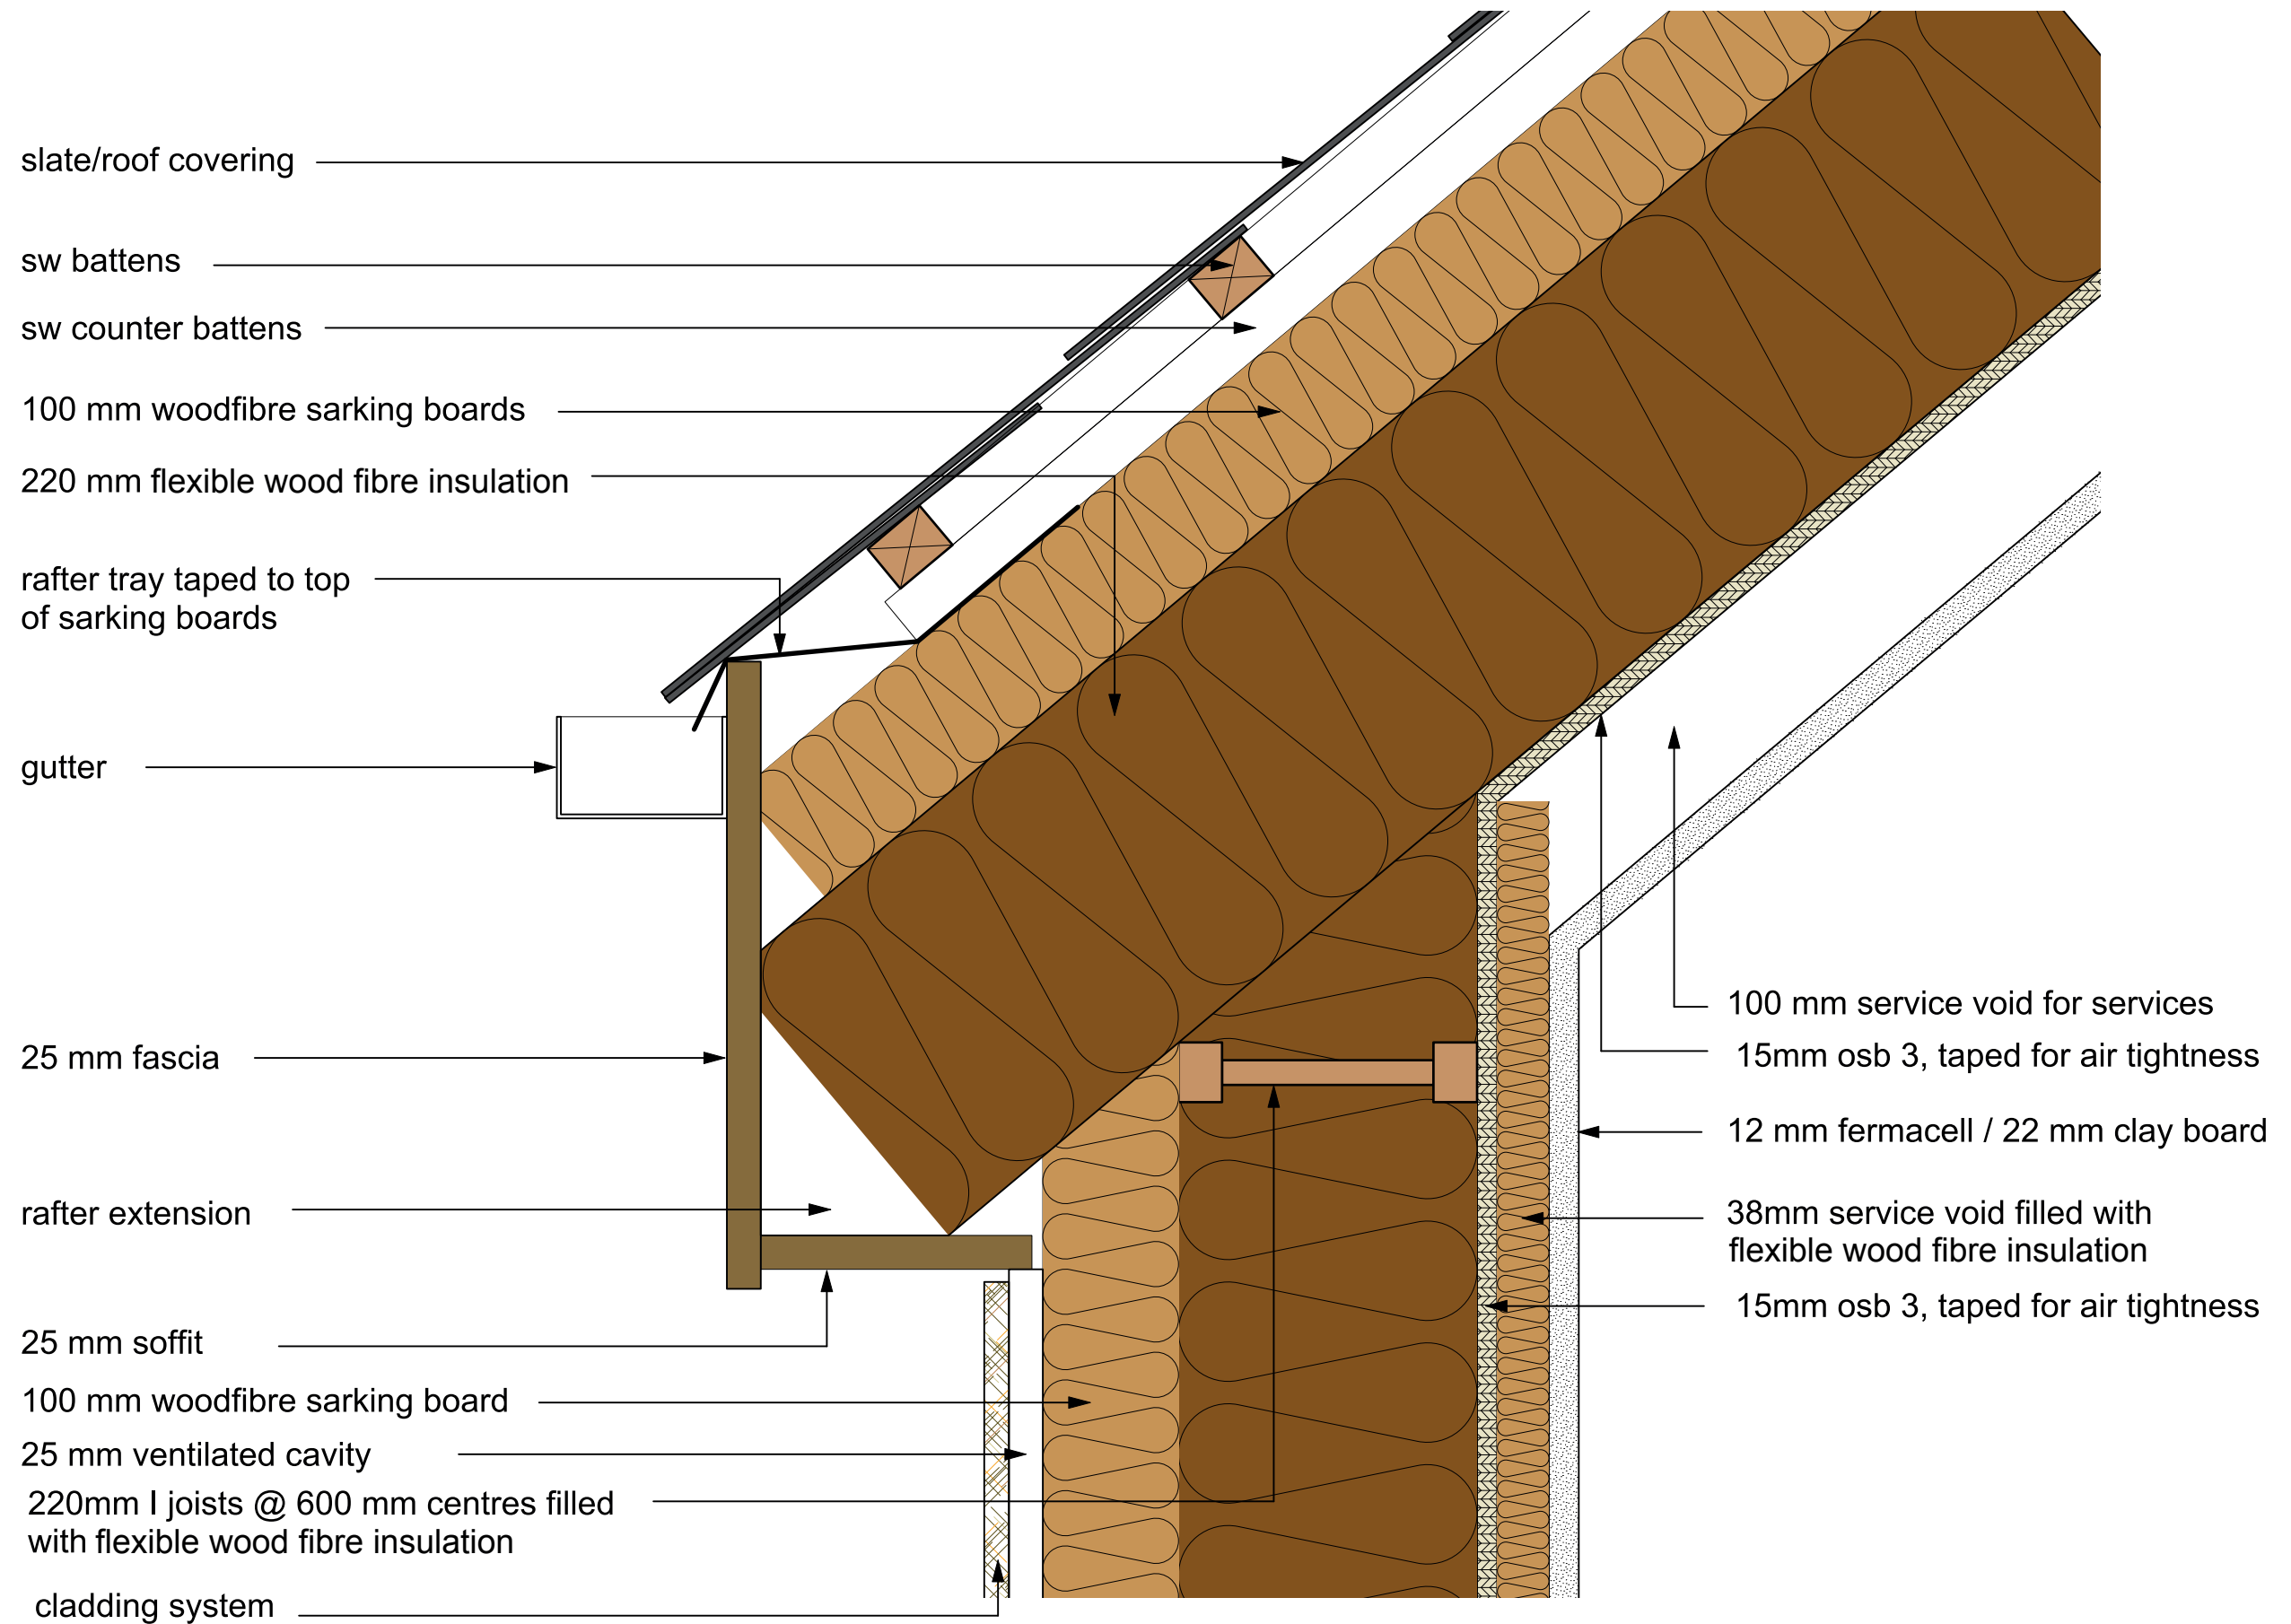 slate/roof covering
sw battens
sw counter battens
100 mm woodfibre sarking boards
220 mm flexible wood fibre insulation
rafter tray taped to top
of sarking boards
gutter
25 mm fascia
rafter extension
25 mm soffit
100 mm woodfibre sarking board
25 mm ventilated cavity
220mm I joists @ 600 mm centres filled
with flexible wood fibre insulation
cladding system
100 mm service void for services
15mm osb 3, taped for air tightness
12 mm fermacell / 22 mm clay board
38mm service void filled with
flexible wood fibre insulation
15mm osb 3, taped for air tightness